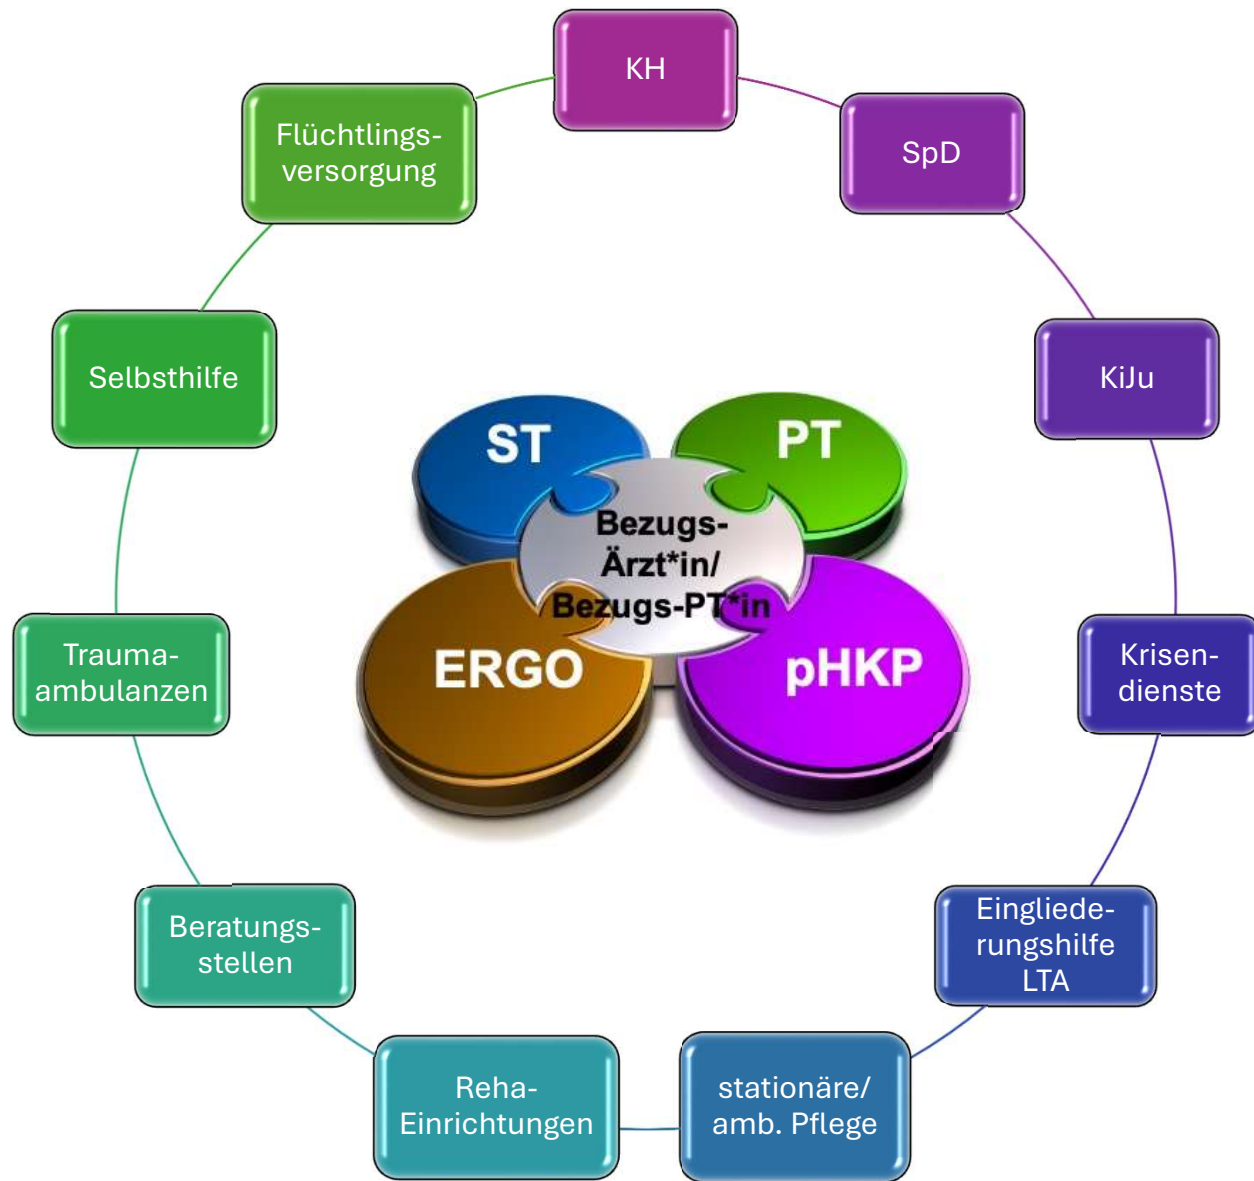 KH
SpD
KiJu
Krisen-
dienste
Eingliede-
rungshilfe
LTA
stationäre/
amb. Pflege
Reha-
Einrichtungen
Beratungs-
stellen
Trauma-
ambulanzen
Selbsthilfe
Flüchtlings-
versorgung
ST
PT
Bezugs-
Ärzt*in/
Bezugs-PT*in
ERGO
pHKP